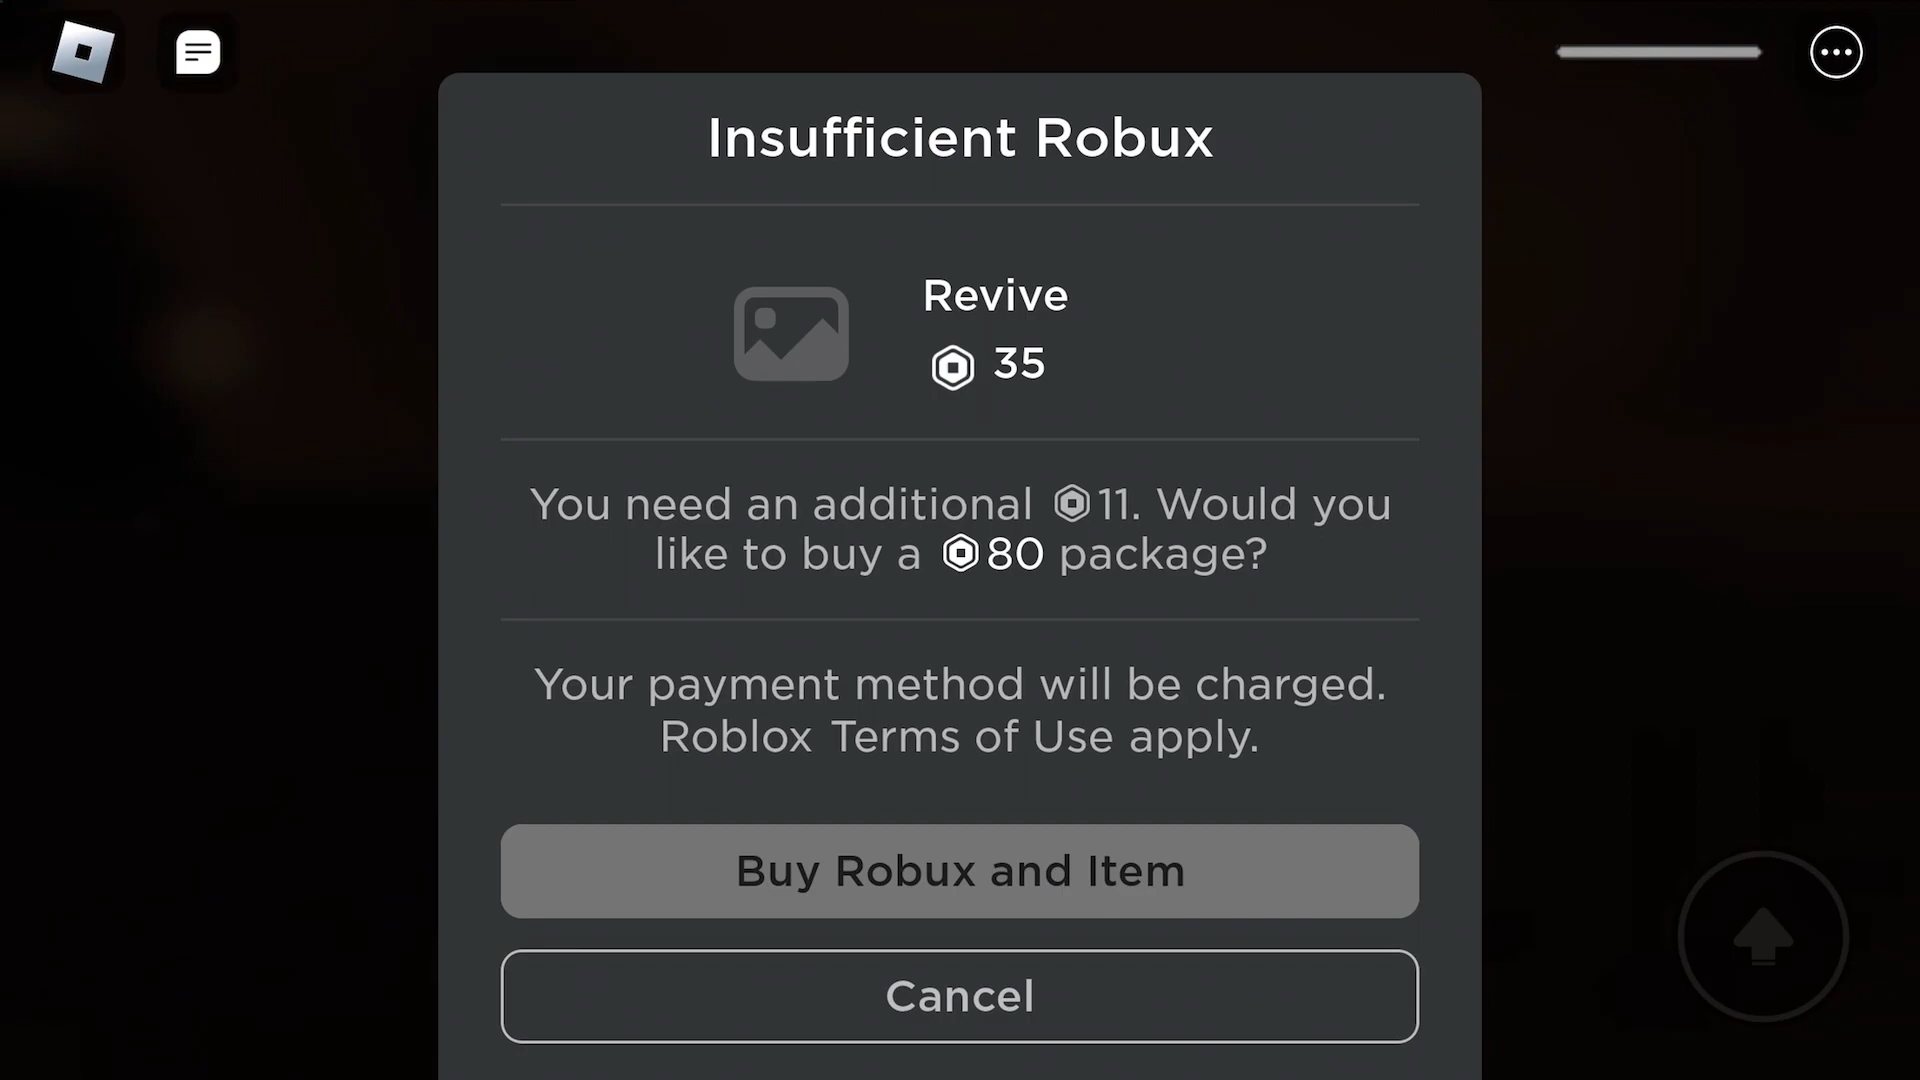 Insufficient Robux
Revive
35
You need an additional 11. Would you
like to buy a 80 package?
Your payment method will be charged.
Roblox Terms of Use apply.
Buy Robux and Item
Cancel